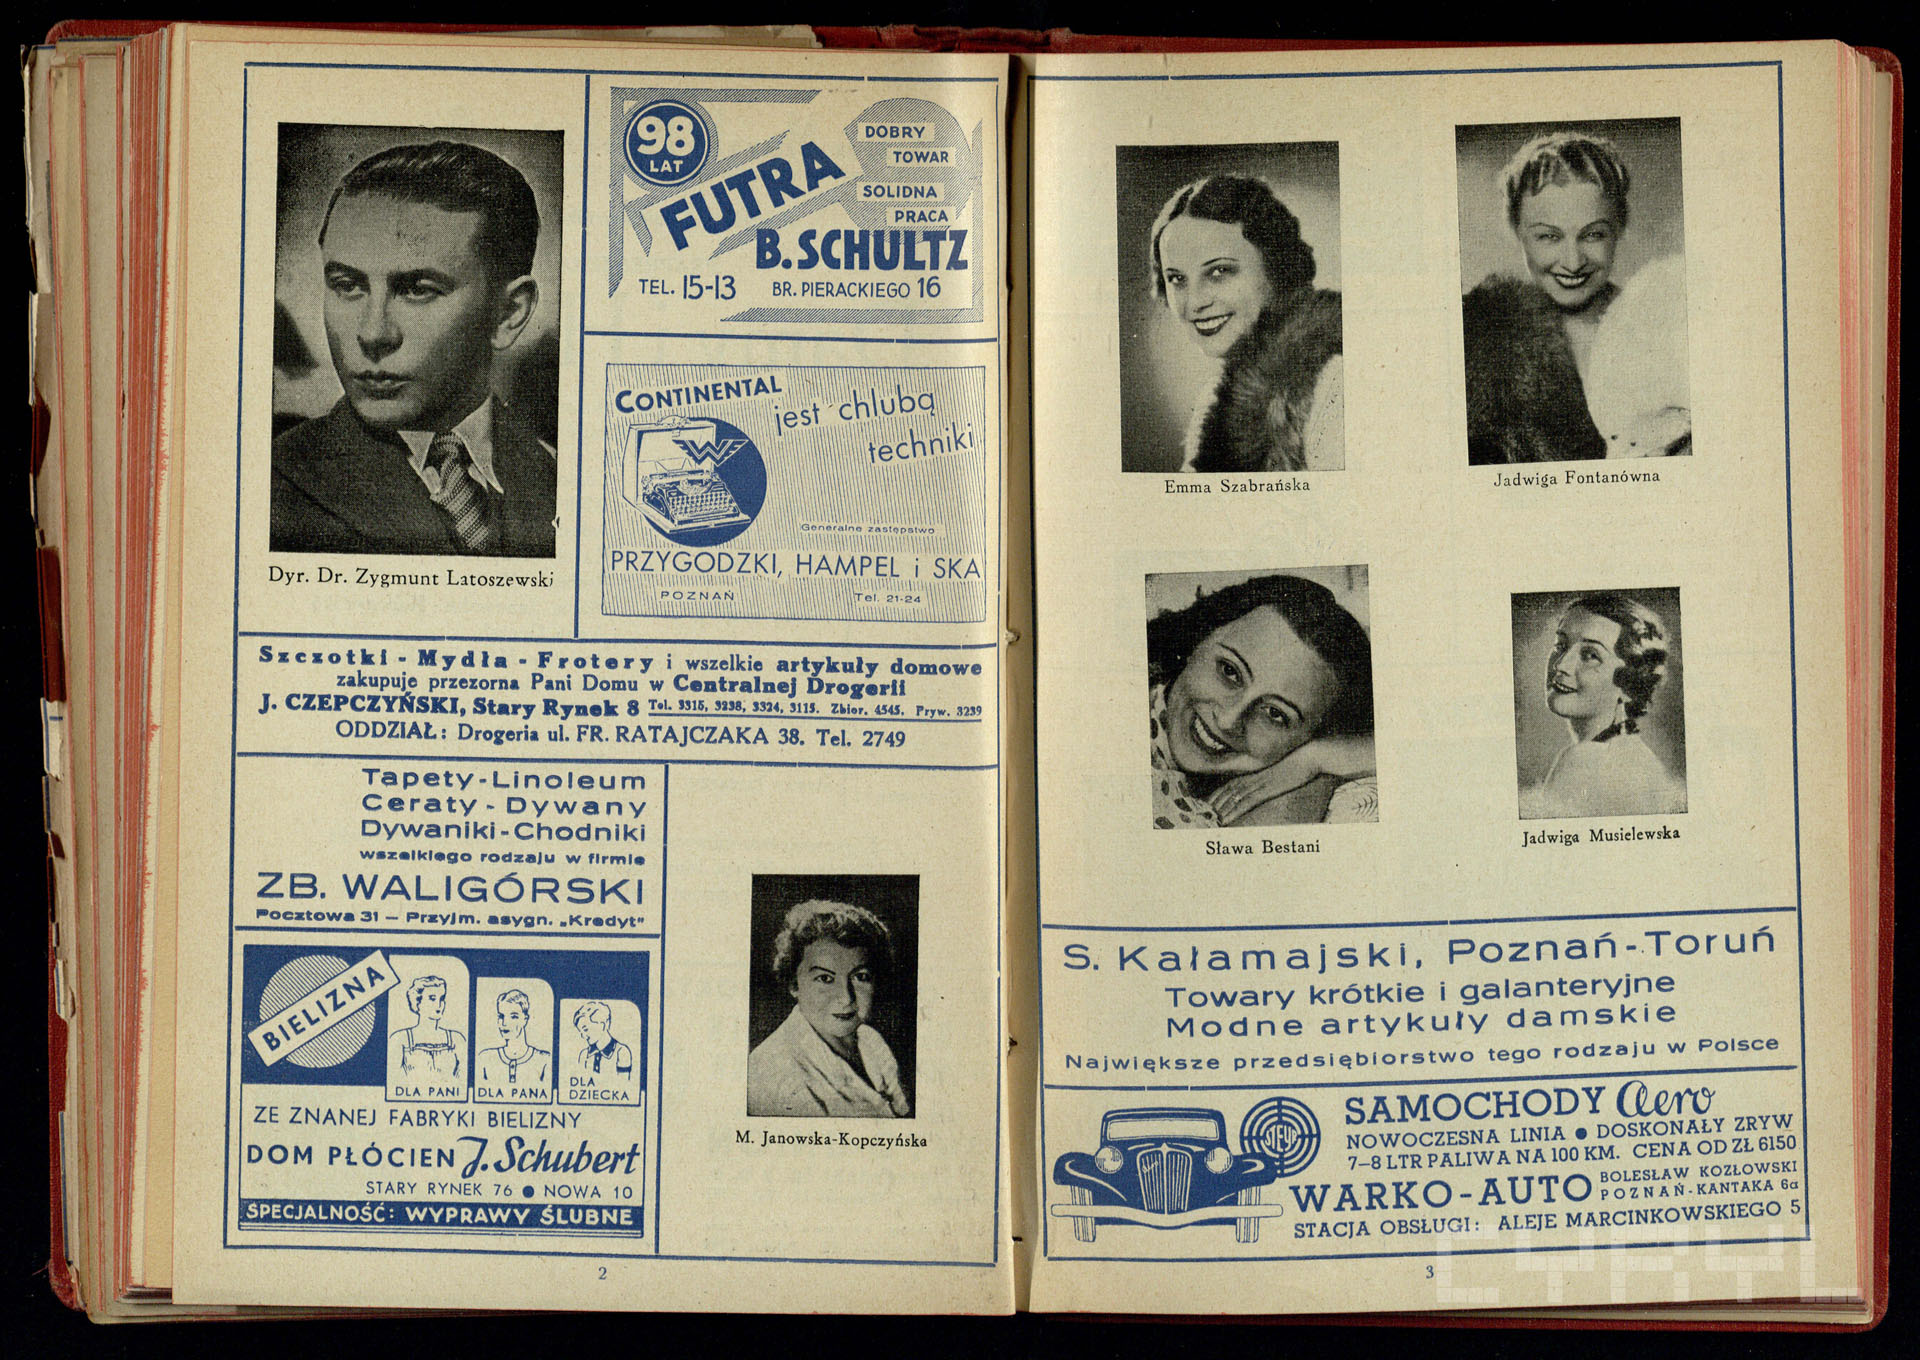 98
LAT
FUTRA
DOBRY
TOWAR
SOLIDNA
PRACA
B. SCHULTZ
TEL. 15-13 BR. PIERACKIEGO 16
Dyr. Dr. Zygmunt Latoszewski
CONTINENTAL
jest chlubą
techniki
Generalne zastępstwo
PRZYGODZKI, HAMPEL i SKA
POZNAŃ Tel. 21-24
Szczotki - Mydła - Frotery i wszelkie artykuły domowe
zakupuje przezorna Pani Domu w Centralnej Drogerii
J. CZEPCZYŃSKI, Stary Rynek 8 Tel. 3315, 3238, 3324, 3115. Zbior. 4545. Pryw. 3239
ODDZIAŁ: Drogeria ul. FR. RATAJCZAKA 38. Tel. 2749
Tapety-Linoleum
Ceraty - Dywany
Dywaniki-Chodniki
wszelkiego rodzaju w firmie
ZB. WALIGÓRSKI
Pocztowa 31 – Przyjm. asygn. „Kredyt"
BIELIZNA
DLA PANI
DLA PANA
DLA
DZIECKA
ZE ZNANEJ FABRYKI BIELIZNY
DOM PŁÓCIEN J. Schubert
STARY RYNEK 76 ● NOWA 10
SPECJALNOŚĆ: WYPRAWY ŚLUBNE
M. Janowska-Kopczyńska
2
Emma Szabrańska
Jadwiga Fontanówna
Sława Bestani
Jadwiga Musielewska
S. Kałamajski, Poznań-Toruń
Towary krótkie i galanteryjne
Modne artykuły damskie
Największe przedsiębiorstwo tego rodzaju w Polsce
STEYR
SAMOCHODY Aero
NOWOCZESNA LINIA ● DOSKONAŁY ZRYW
7–8 LTR PALIWA NA 100 KM. CENA OD ZŁ 6150
WARKO-AUTO BOLESŁAW KOZŁOWSKI
POZNAŃ-KANTAKA 6a
STACJA OBSŁUGI: ALEJE MARCINKOWSKIEGO 5
3
CYRYL